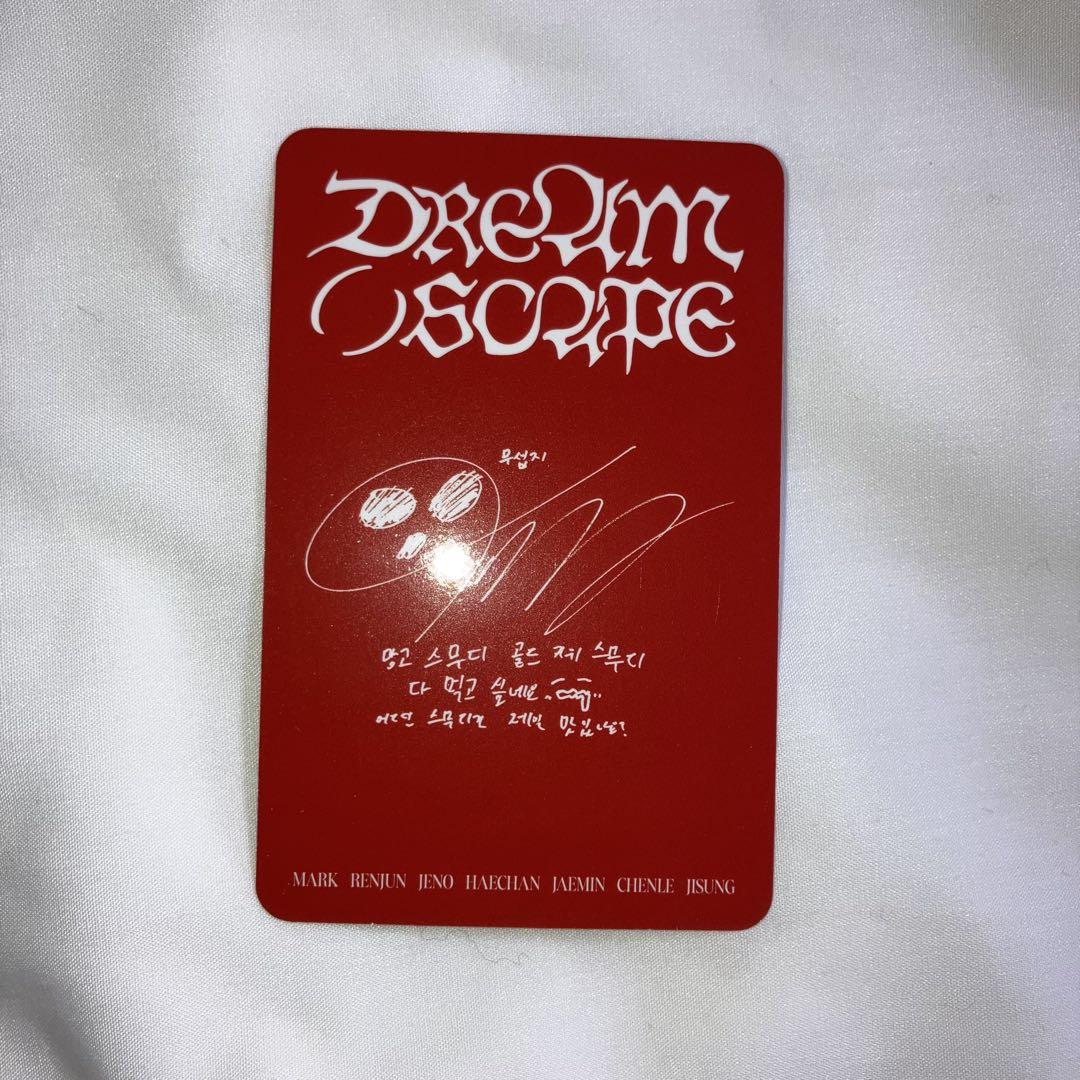 DREAM
()SCAPE
무섭지
망고 스무디 골드 키위 스무디
다 먹고 싶네요
어떤 스무디가 제일 맛있나요?
MARK RENJUN JENO HAECHAN JAEMIN CHENLE JISUNG